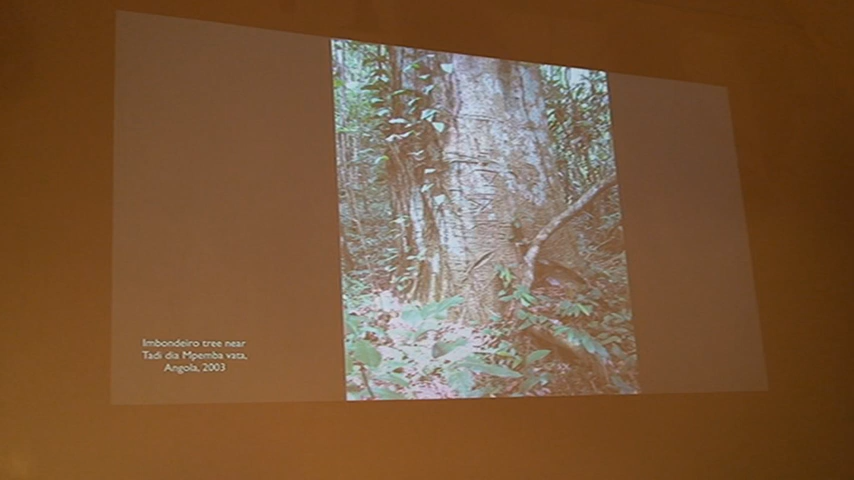 Imbondeiro tree near
Tadi dia Mpemba vata,
Angola, 2003